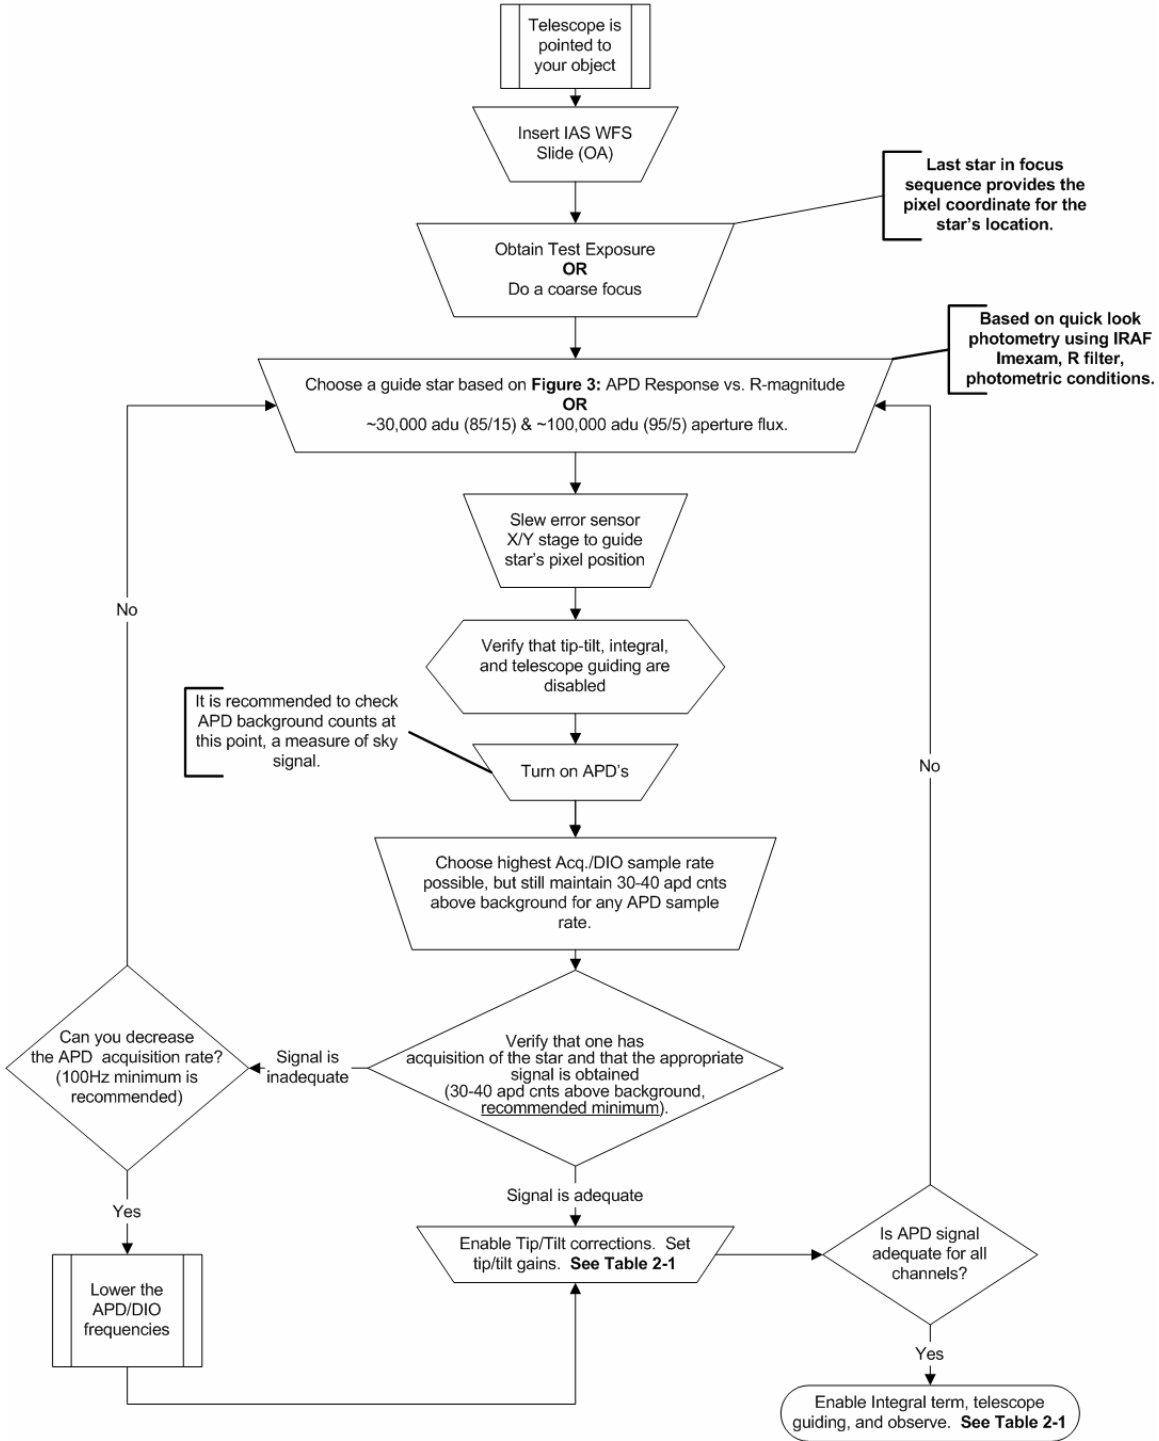 Telescope is
pointed to
your object
Insert IAS WFS
Slide (OA)
Last star in focus
sequence provides the
pixel coordinate for the
star's location.
Obtain Test Exposure
OR
Do a coarse focus
Based on quick look
photometry using IRAF
Imexam, R filter,
photometric conditions.
Choose a guide star based on Figure 3: APD Response vs. R-magnitude
OR
~30,000 adu (85/15) & ~100,000 adu (95/5) aperture flux.
Slew error sensor
X/Y stage to guide
star's pixel position
No
Verify that tip-tilt, integral,
and telescope guiding are
disabled
It is recommended to check
APD background counts at
this point, a measure of sky
signal.
Turn on APD's
No
Choose highest Acq./DIO sample rate
possible, but still maintain 30-40 apd cnts
above background for any APD sample
rate.
Can you decrease
the APD acquisition rate?
(100Hz minimum is
recommended)
Signal is
inadequate
Verify that one has
acquisition of the star and that the appropriate
signal is obtained
(30-40 apd cnts above background,
recommended minimum).
Signal is adequate
Yes
Enable Tip/Tilt corrections. Set
tip/tilt gains. See Table 2-1
Is APD signal
adequate for all
channels?
Lower the
APD/DIO
frequencies
Yes
Enable Integral term, telescope
guiding, and observe. See Table 2-1